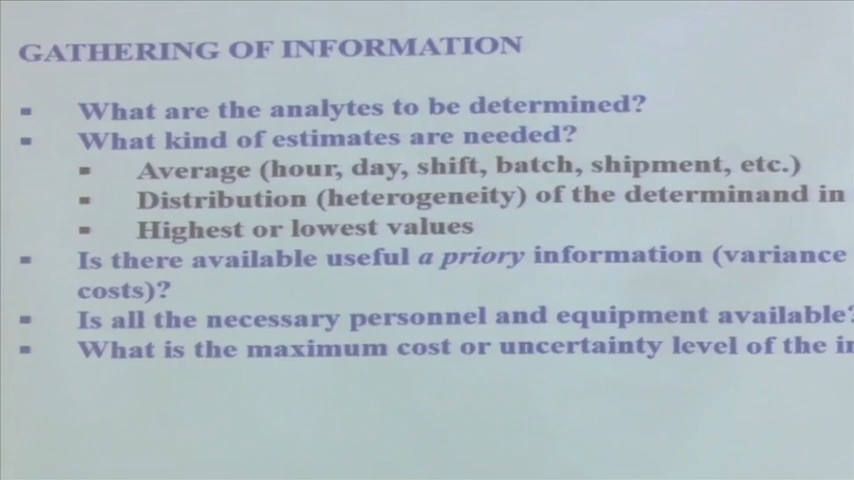 GATHERING OF INFORMATION
▪ What are the analytes to be determined?
▪ What kind of estimates are needed?
▪ Average (hour, day, shift, batch, shipment, etc.)
▪ Distribution (heterogeneity) of the determinand in
▪ Highest or lowest values
▪ Is there available useful a priory information (variance
costs)?
▪ Is all the necessary personnel and equipment available?
▪ What is the maximum cost or uncertainty level of the